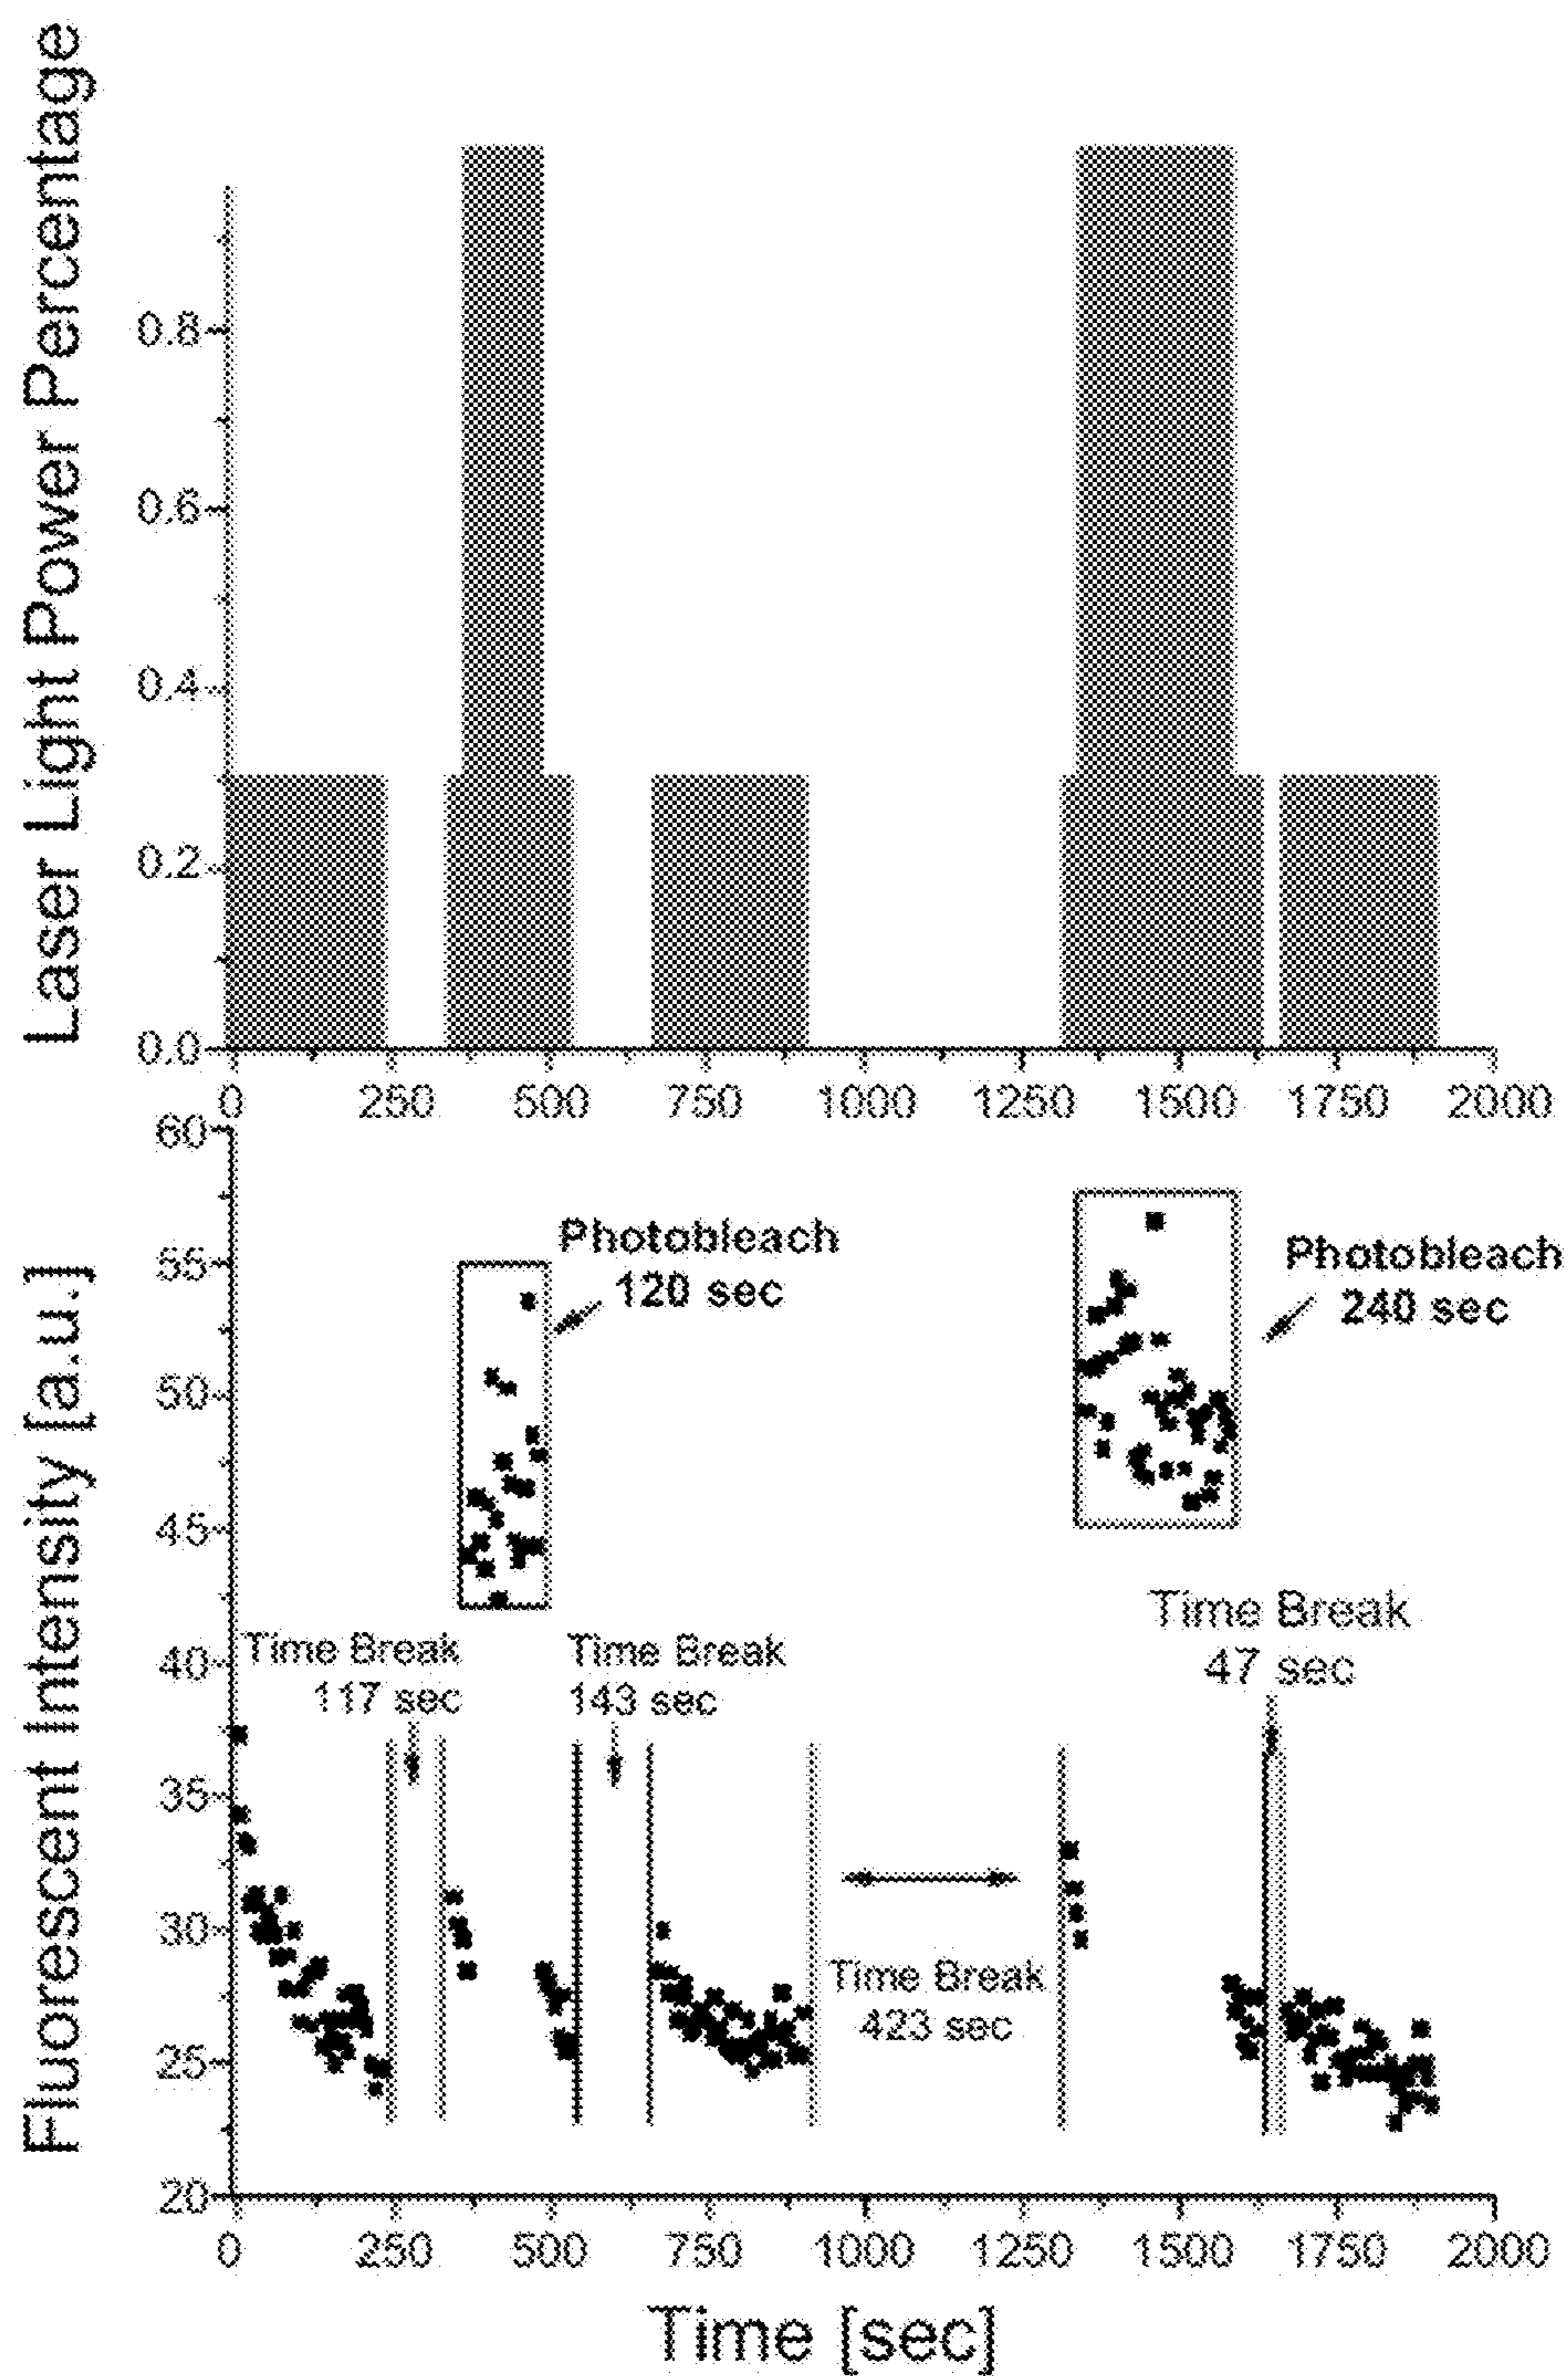 Laser Light Power Percentage
0.8
0.6
0.4
0.2
0.0
0 250 500 750 1000 1250 1500 1750 2000
Fluorescent Intensity [a.u.]
60
55
50
45
40
35
30
25
20
Photobleach
120 sec
Photobleach
240 sec
Time Break
117 sec
Time Break
143 sec
Time Break
47 sec
Time Break
423 sec
0 250 500 750 1000 1250 1500 1750 2000
Time [sec]